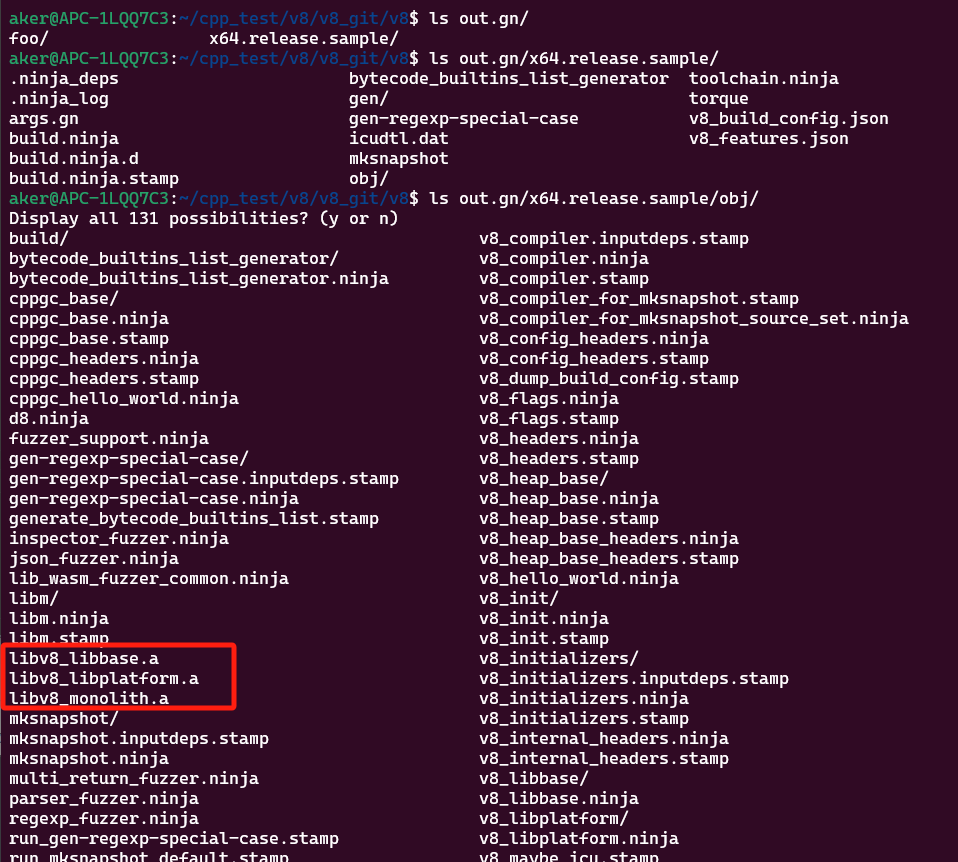 aker@APC-1LQQ7C3:~/cpp_test/v8/v8_git/v8$ ls out.gn/
foo/                 x64.release.sample/
aker@APC-1LQQ7C3:~/cpp_test/v8/v8_git/v8$ ls out.gn/x64.release.sample/
.ninja_deps                       bytecode_builtins_list_generator  toolchain.ninja
.ninja_log                        gen/                              torque
args.gn                           gen-regexp-special-case           v8_build_config.json
build.ninja                       icudtl.dat                        v8_features.json
build.ninja.d                     mksnapshot
build.ninja.stamp                 obj/
aker@APC-1LQQ7C3:~/cpp_test/v8/v8_git/v8$ ls out.gn/x64.release.sample/obj/
Display all 131 possibilities? (y or n)
build/                                         v8_compiler.inputdeps.stamp
bytecode_builtins_list_generator/              v8_compiler.ninja
bytecode_builtins_list_generator.ninja         v8_compiler.stamp
cppgc_base/                                    v8_compiler_for_mksnapshot.stamp
cppgc_base.ninja                               v8_compiler_for_mksnapshot_source_set.ninja
cppgc_base.stamp                               v8_config_headers.ninja
cppgc_headers.ninja                            v8_config_headers.stamp
cppgc_headers.stamp                            v8_dump_build_config.stamp
cppgc_hello_world.ninja                        v8_flags.ninja
d8.ninja                                       v8_flags.stamp
fuzzer_support.ninja                           v8_headers.ninja
gen-regexp-special-case/                       v8_headers.stamp
gen-regexp-special-case.inputdeps.stamp        v8_heap_base/
gen-regexp-special-case.ninja                  v8_heap_base.ninja
generate_bytecode_builtins_list.stamp          v8_heap_base.stamp
inspector_fuzzer.ninja                         v8_heap_base_headers.ninja
json_fuzzer.ninja                              v8_heap_base_headers.stamp
lib_wasm_fuzzer_common.ninja                   v8_hello_world.ninja
libm/                                          v8_init/
libm.ninja                                     v8_init.ninja
libm.stamp                                     v8_init.stamp
libv8_libbase.a                                v8_initializers/
libv8_libplatform.a                            v8_initializers.inputdeps.stamp
libv8_monolith.a                               v8_initializers.ninja
mksnapshot/                                    v8_initializers.stamp
mksnapshot.inputdeps.stamp                     v8_internal_headers.ninja
mksnapshot.ninja                               v8_internal_headers.stamp
multi_return_fuzzer.ninja                      v8_libbase/
parser_fuzzer.ninja                            v8_libbase.ninja
regexp_fuzzer.ninja                            v8_libplatform/
run_gen-regexp-special-case.stamp              v8_libplatform.ninja
run_mksnapshot_default.stamp                   v8_maybe_icu.stamp